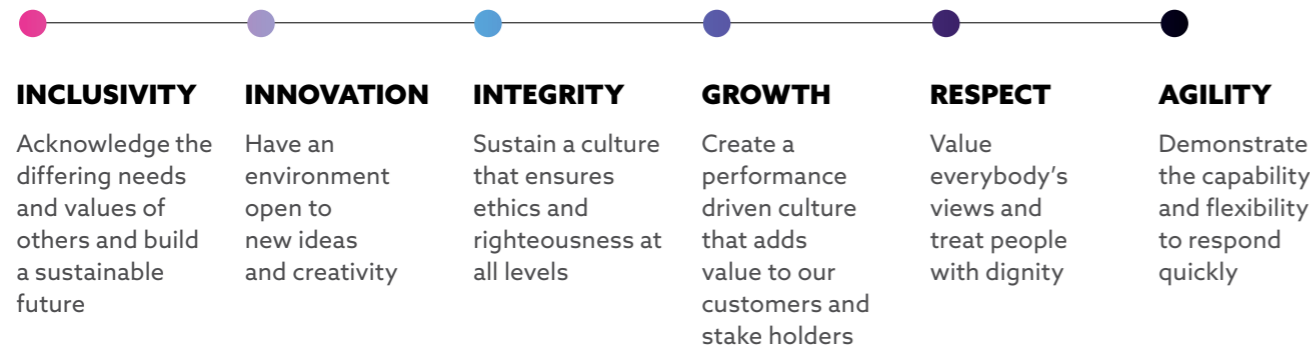 INCLUSIVITY
Acknowledge the
differing needs
and values of
others and build
a sustainable
future
INNOVATION
Have an
environment
open to
new ideas
and creativity
INTEGRITY
Sustain a culture
that ensures
ethics and
righteousness at
all levels
GROWTH
Create a
performance
driven culture
that adds
value to our
customers and
stake holders
RESPECT
Value
everybody’s
views and
treat people
with dignity
AGILITY
Demonstrate
the capability
and flexibility
to respond
quickly